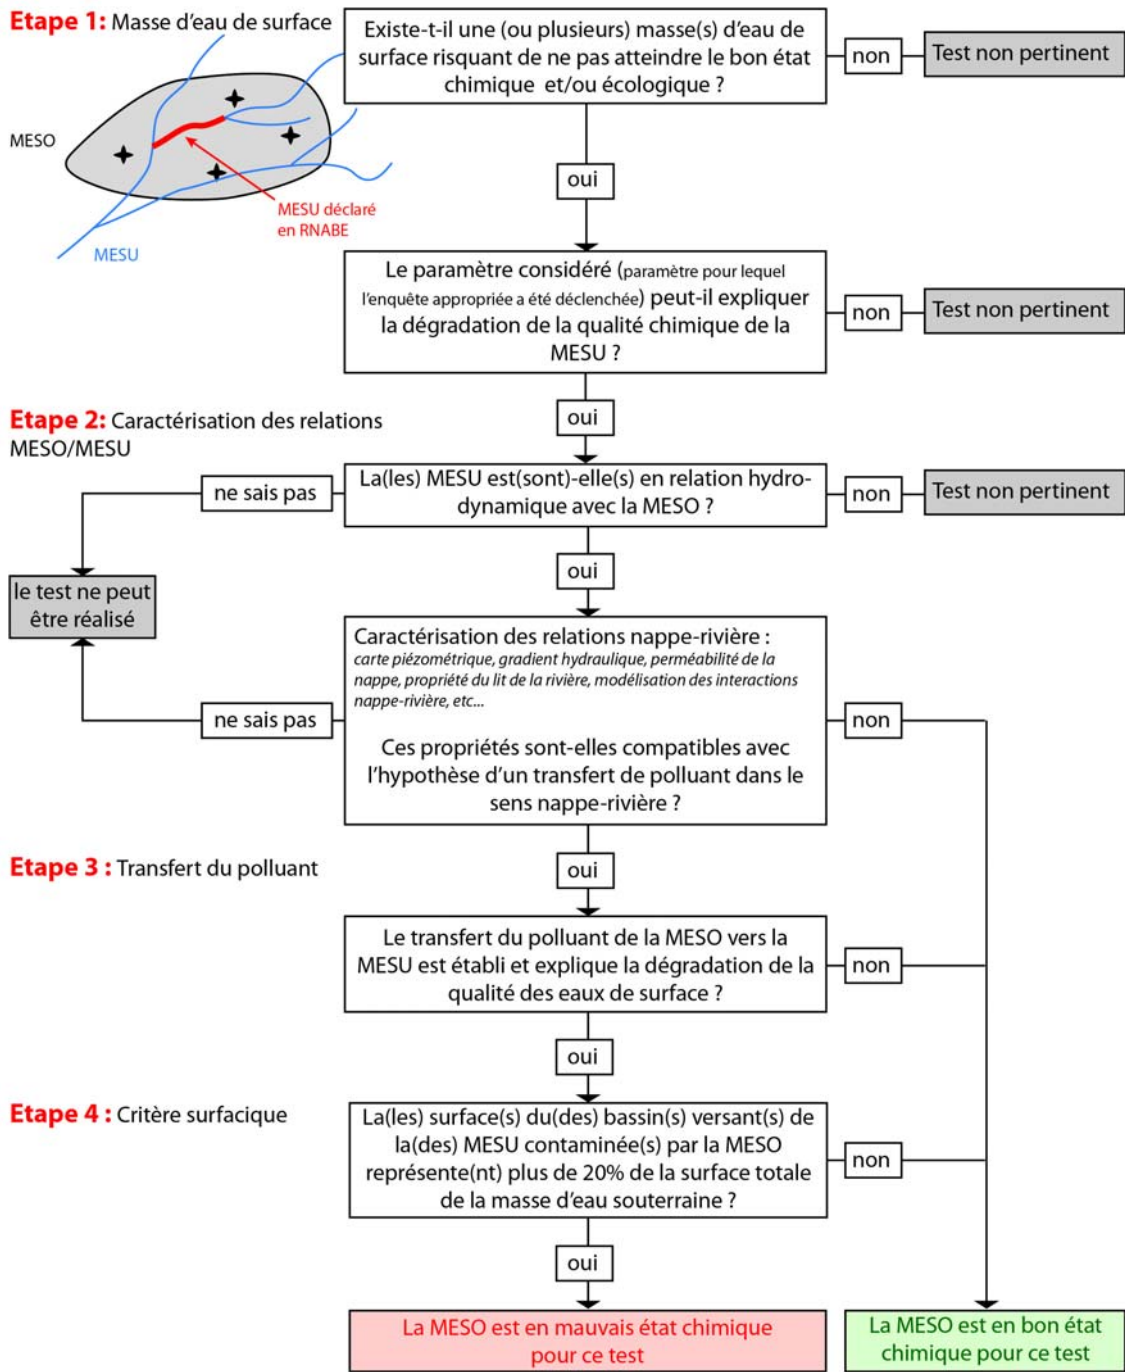 Etape 1: Masse d'eau de surface
MESO
MESU déclaré
en RNABE
MESU
Existe-t-il une (ou plusieurs) masse(s) d'eau de
surface risquant de ne pas atteindre le bon état
chimique et/ou écologique ?
non
Test non pertinent
oui
Le paramètre considéré (paramètre pour lequel
l'enquête appropriée a été déclenchée) peut-il expliquer
la dégradation de la qualité chimique de la
MESU ?
non
Test non pertinent
oui
Etape 2: Caractérisation des relations
MESO/MESU
ne sais pas
La(les) MESU est(sont)-elle(s) en relation hydro-
dynamique avec la MESO ?
non
Test non pertinent
oui
le test ne peut
être réalisé
Caractérisation des relations nappe-rivière :
carte piézométrique, gradient hydraulique, perméabilité de la
nappe, propriété du lit de la rivière, modélisation des interactions
nappe-rivière, etc...
ne sais pas
Ces propriétés sont-elles compatibles avec
l'hypothèse d'un transfert de polluant dans le
sens nappe-rivière ?
non
oui
Etape 3 : Transfert du polluant
Le transfert du polluant de la MESO vers la
MESU est établi et explique la dégradation de la
qualité des eaux de surface ?
non
oui
Etape 4 : Critère surfacique
La(les) surface(s) du(des) bassin(s) versant(s) de
la(des) MESU contaminée(s) par la MESO
représente(nt) plus de 20% de la surface totale
de la masse d'eau souterraine ?
non
oui
La MESO est en mauvais état chimique
pour ce test
La MESO est en bon état
chimique pour ce test